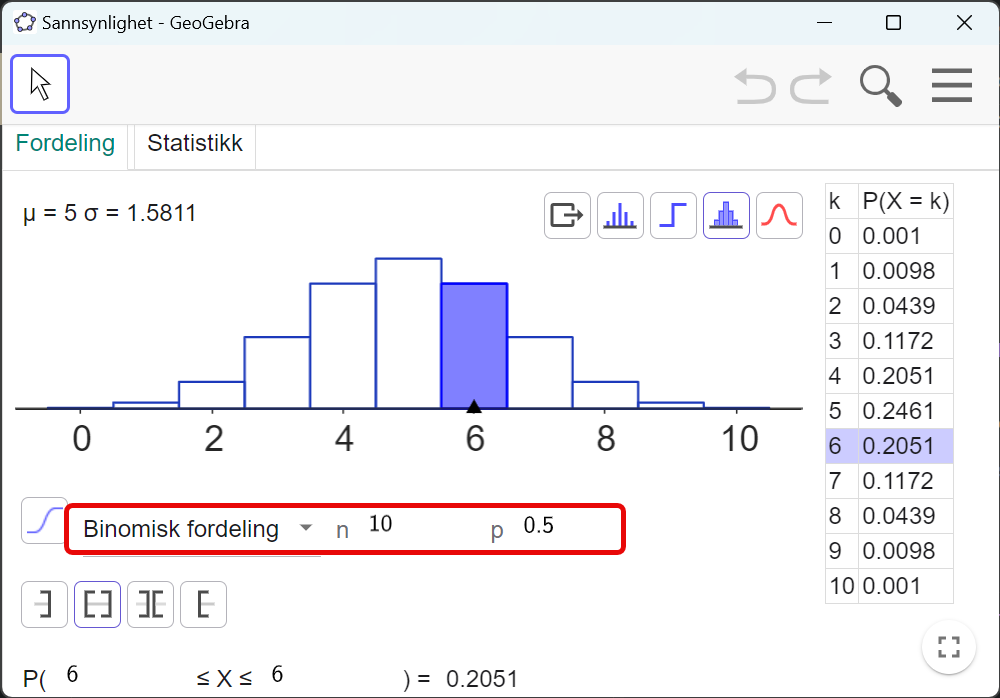 Sannsynlighet - GeoGebra
Fordeling Statistikk
μ = 5 σ = 1.5811
0 2 4 6 8 10
k P(X = k)
0 0.001
1 0.0098
2 0.0439
3 0.1172
4 0.2051
5 0.2461
6 0.2051
7 0.1172
8 0.0439
9 0.0098
10 0.001
Binomisk fordeling n 10 p 0.5
P( 6 ≤ X ≤ 6 ) = 0.2051